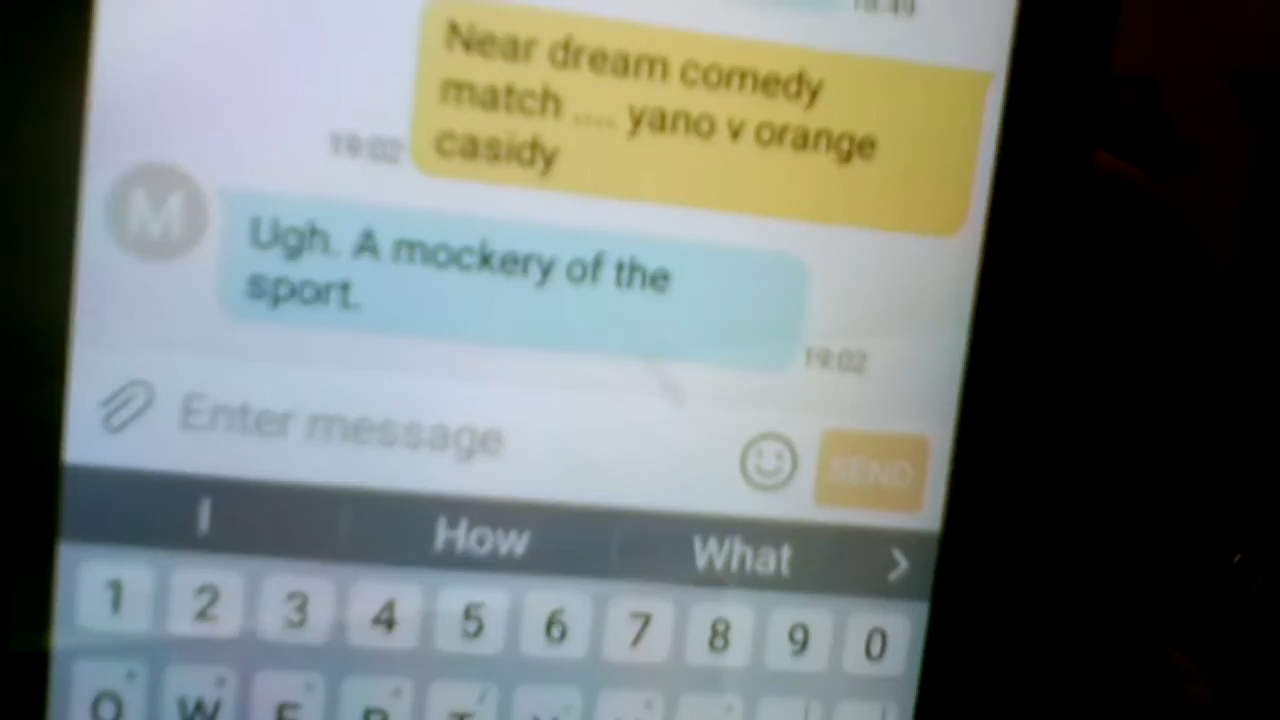 Near dream comedy
match .... yano v orange
casidy
19:02
M
Ugh. A mockery of the
sport.
19:02
Enter message
SEND
I How What >
1 2 3 4 5 6 7 8 9 0